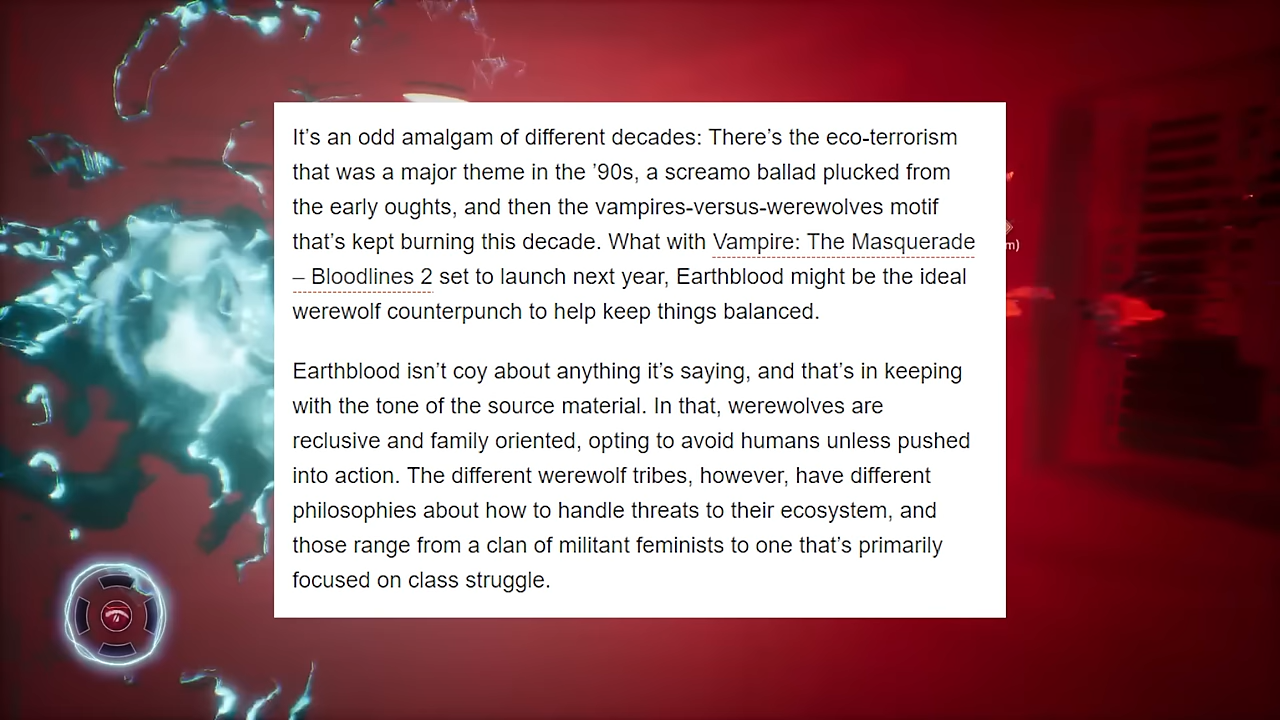 It's an odd amalgam of different decades: There's the eco-terrorism
that was a major theme in the '90s, a screamo ballad plucked from
the early oughts, and then the vampires-versus-werewolves motif
that's kept burning this decade. What with Vampire: The Masquerade
– Bloodlines 2 set to launch next year, Earthblood might be the ideal
werewolf counterpunch to help keep things balanced.
Earthblood isn't coy about anything it's saying, and that's in keeping
with the tone of the source material. In that, werewolves are
reclusive and family oriented, opting to avoid humans unless pushed
into action. The different werewolf tribes, however, have different
philosophies about how to handle threats to their ecosystem, and
those range from a clan of militant feminists to one that's primarily
focused on class struggle.